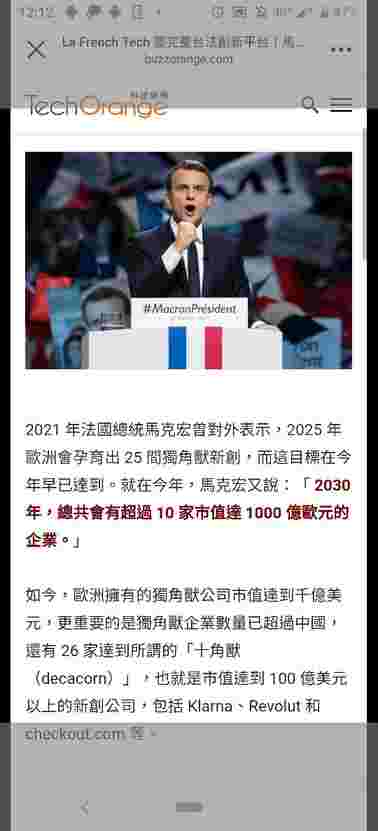 12:12
La French Tech 要完整台法創新平台！馬...
buzzorange.com
TechOrange
科技報橘
#MacronPrésident
2021 年法國總統馬克宏曾對外表示，2025 年
歐洲會孕育出 25 間獨角獸新創，而這目標在今
年早已達到。就在今年，馬克宏又說：「 2030
年，總共會有超過 10 家市值達 1000 億歐元的
企業。」
如今，歐洲擁有的獨角獸公司市值達到千億美
元，更重要的是獨角獸企業數量已超過中國，
還有 26 家達到所謂的「十角獸
（decacorn）」，也就是市值達到 100 億美元
以上的新創公司，包括 Klarna、Revolut 和
checkout.com 等。